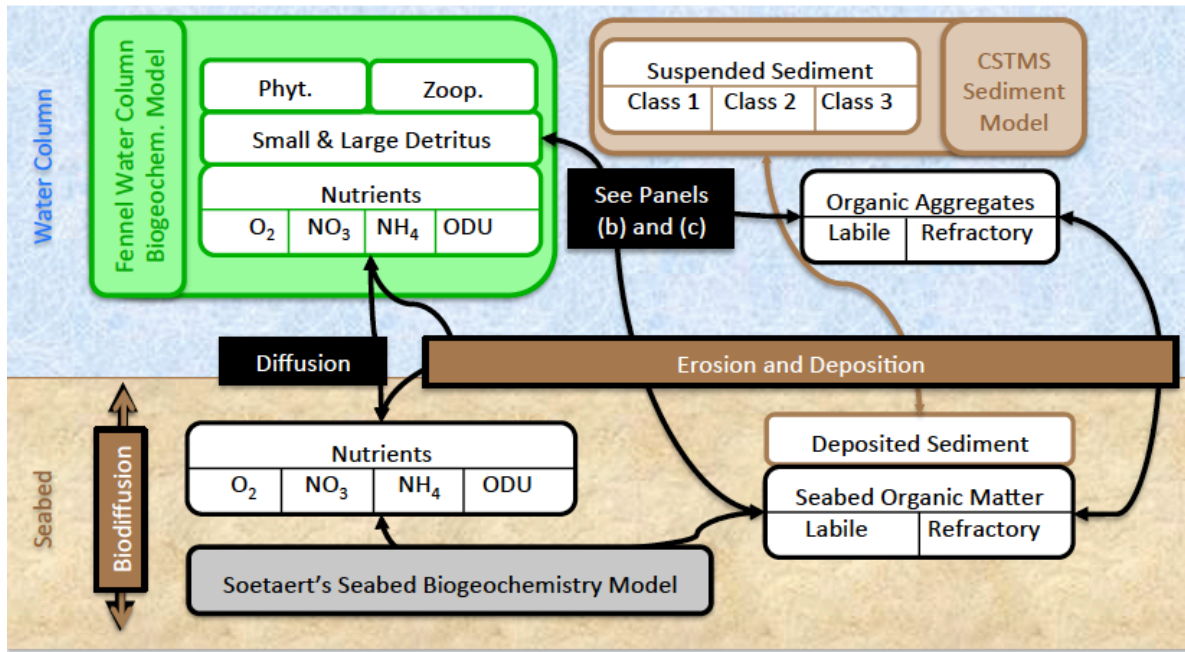 Water Column
Fennel Water Column
Biogeochem. Model
Phyt.
Zoop.
Small & Large Detritus
Nutrients
O₂ NO₃ NH₄ ODU
Suspended Sediment
Class 1 Class 2 Class 3
CSTMS
Sediment
Model
See Panels
(b) and (c)
Organic Aggregates
Labile Refractory
Diffusion
Erosion and Deposition
Seabed
Biodiffusion
Nutrients
O₂ NO₃ NH₄ ODU
Deposited Sediment
Seabed Organic Matter
Labile Refractory
Soetaert's Seabed Biogeochemistry Model